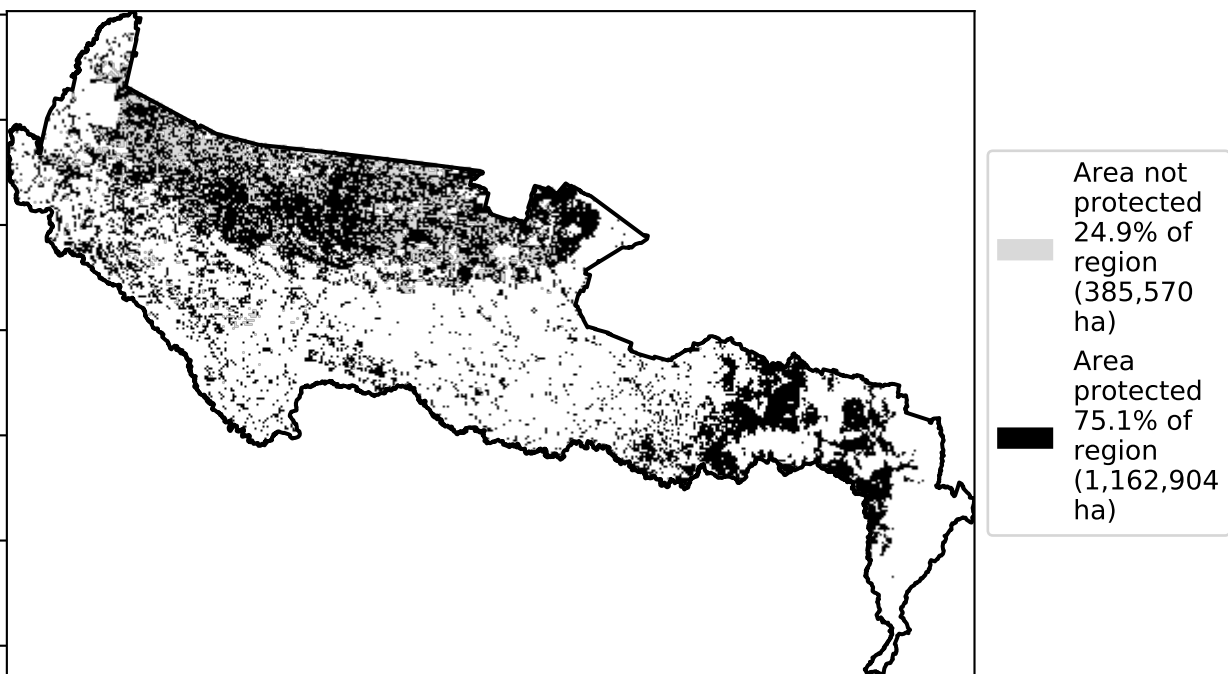 Area not
protected
24.9% of
region
(385,570
ha)
Area
protected
75.1% of
region
(1,162,904
ha)